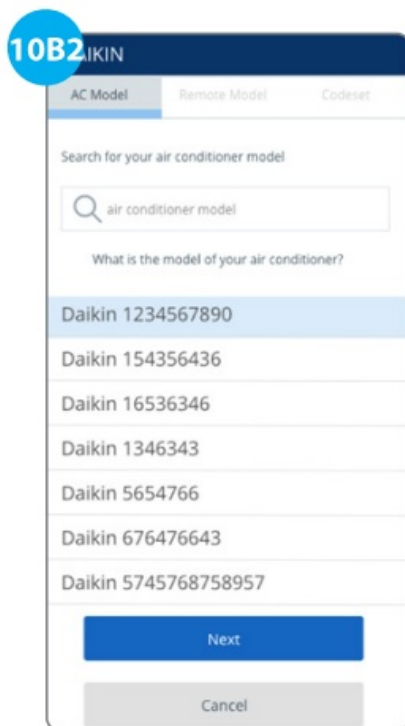 10B2
AIKIN
AC Model Remote Model Codeset
Search for your air conditioner model
air conditioner model
What is the model of your air conditioner?
Daikin 1234567890
Daikin 154356436
Daikin 16536346
Daikin 1346343
Daikin 5654766
Daikin 676476643
Daikin 5745768758957
Next
Cancel